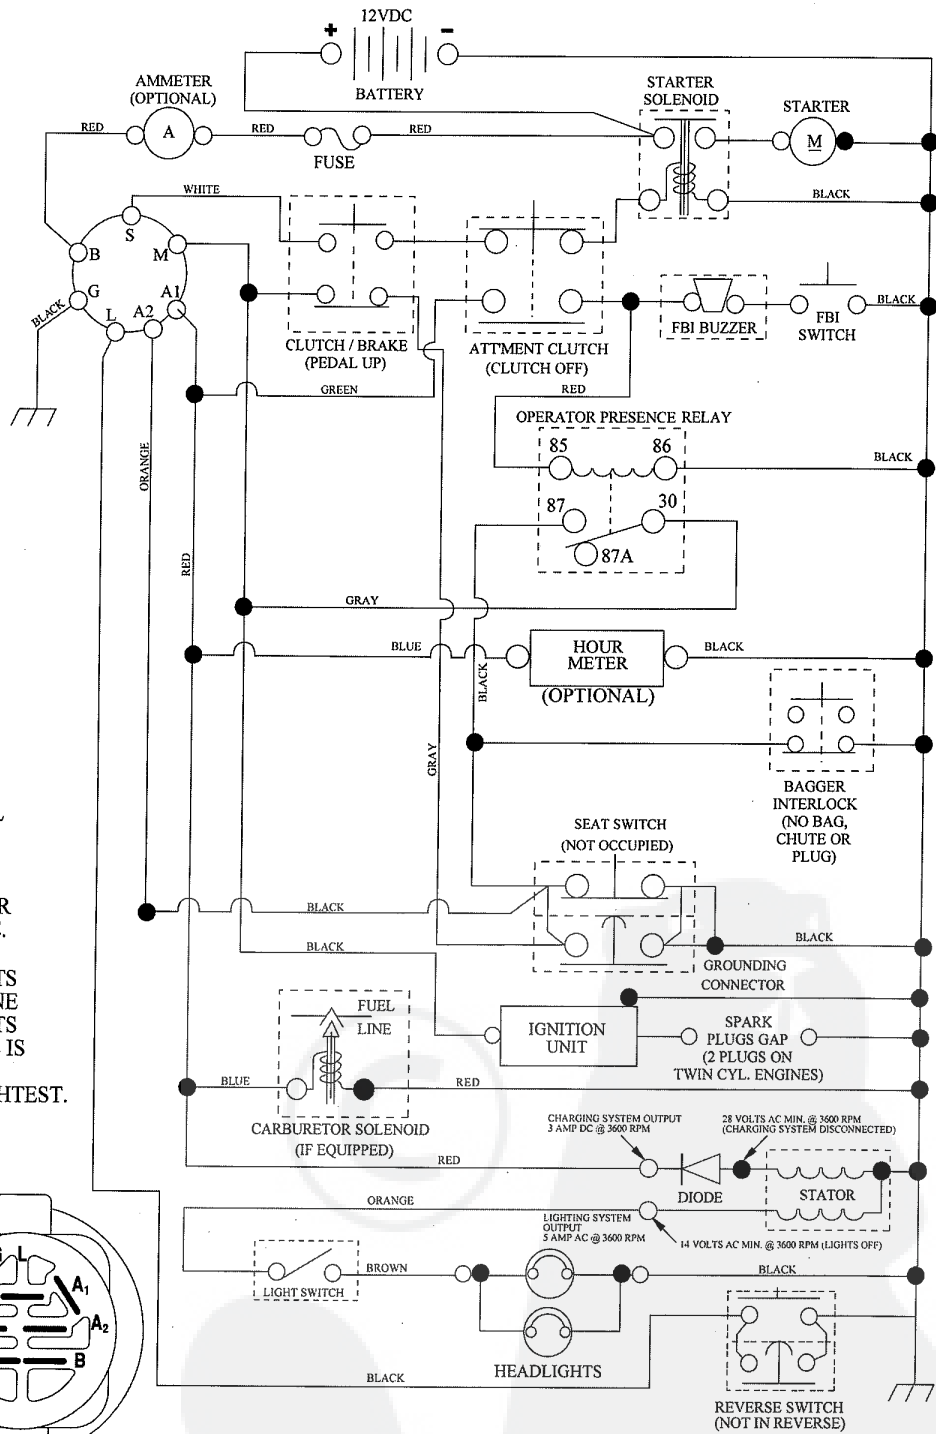 12VDC
+
-
BATTERY
AMMETER
(OPTIONAL)
STARTER
SOLENOID
STARTER
RED
A
RED
RED
M
FUSE
WHITE
BLACK
S
B
M
G
A1
L
A2
BLACK
FBI BUZZER
FBI
SWITCH
BLACK
CLUTCH / BRAKE
(PEDAL UP)
ATT'MENT CLUTCH
(CLUTCH OFF)
GREEN
RED
OPERATOR PRESENCE RELAY
85
86
BLACK
ORANGE
87
30
87A
RED
GRAY
BLUE
HOUR
METER
BLACK
(OPTIONAL)
BLACK
GRAY
BAGGER
INTERLOCK
(NO BAG,
CHUTE OR
PLUG)
SEAT SWITCH
(NOT OCCUPIED)
R
BLACK
BLACK
BLACK
GROUNDING
CONNECTOR
TS
NE
TS
IS
HTEST.
FUEL
LINE
IGNITION
UNIT
SPARK
PLUGS GAP
(2 PLUGS ON
TWIN CYL. ENGINES)
BLUE
RED
CARBURETOR SOLENOID
(IF EQUIPPED)
CHARGING SYSTEM OUTPUT
3 AMP DC @ 3600 RPM
28 VOLTS AC MIN. @ 3600 RPM
(CHARGING SYSTEM DISCONNECTED)
RED
DIODE
STATOR
ORANGE
LIGHTING SYSTEM
OUTPUT
5 AMP AC @ 3600 RPM
14 VOLTS AC MIN. @ 3600 RPM (LIGHTS OFF)
LIGHT SWITCH
BROWN
BLACK
L
A1
A2
B
HEADLIGHTS
BLACK
REVERSE SWITCH
(NOT IN REVERSE)